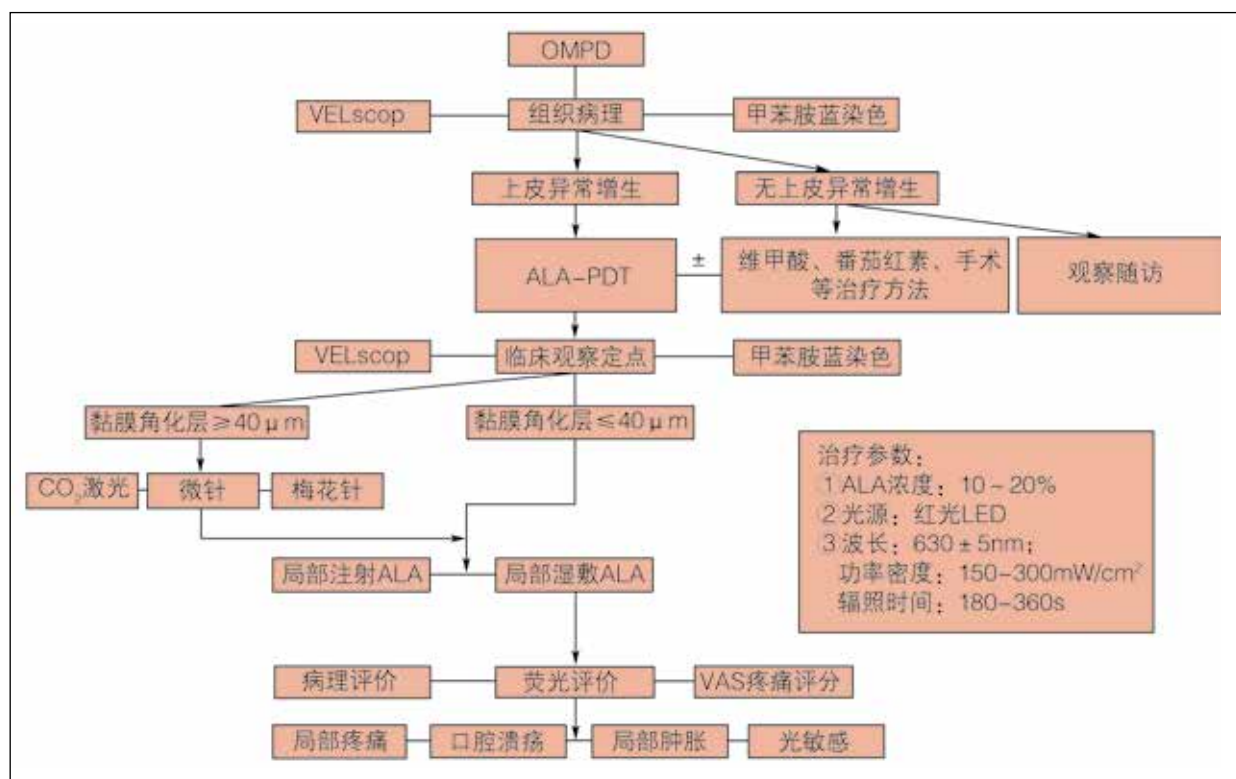 OMPD
VELscop
组织病理
甲苯胺蓝染色
上皮异常增生
无上皮异常增生
ALA-PDT
±
维甲酸、番茄红素、手术
等治疗方法
观察随访
VELscop
临床观察定点
甲苯胺蓝染色
黏膜角化层≥40μm
黏膜角化层≤40μm
CO₂激光
微针
梅花针
治疗参数：
1 ALA浓度：10~20%
2 光源：红光LED
3 波长：630±5nm；
功率密度：150-300mW/cm²
辐照时间：180-360s
局部注射ALA
局部湿敷ALA
病理评价
荧光评价
VAS疼痛评分
局部疼痛
口腔溃疡
局部肿胀
光敏感